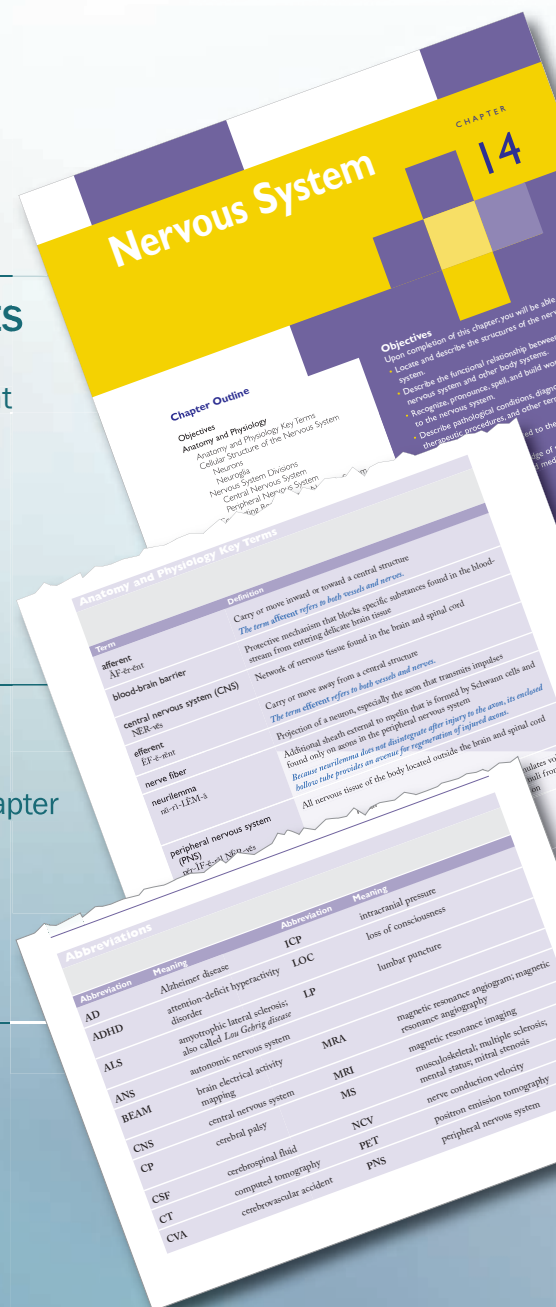 CHAPTER
14
Nervous System
Objectives
Upon completion of this chapter, you will be able
• Locate and describe the structures of the
system.
• Describe the functional relationship between
nervous system and other body systems.
• Recognize, pronounce, spell, and build
to the nervous system.
• Describe pathological conditions,
therapeutic procedures, and other
to the
Chapter Outline
Objectives
Anatomy and Physiology
Anatomy and Physiology Key Terms
Cellular Structure of the Nervous System
Neurons
Neuroglia
Nervous System Divisions
Central Nervous System
Peripheral Nervous System
apter
Anatomy and Physiology Key Terms
Term Definition
afferent Carry or move inward or toward a central structure
ĂF-ĕr-ĕnt The term afferent refers to both vessels and nerves.
blood-brain barrier Protective mechanism that blocks specific substances found in the blood-
stream from entering delicate brain tissue
central nervous system (CNS) Network of nervous tissue found in the brain and spinal cord
NĔR-vĕs
efferent Carry or move away from a central structure
ĔF-ĕ-rĕnt The term efferent refers to both vessels and nerves.
nerve fiber Projection of a neuron, especially the axon that transmits impulses
neurilemma Additional sheath external to myelin that is formed by Schwann cells and
nū-rĭ-LĔM-ă found only on axons in the peripheral nervous system
Because neurilemma does not disintegrate after injury to the axon, its enclosed
hollow tube provides an avenue for regeneration of injured axons.
peripheral nervous system All nervous tissue of the body located outside the brain and spinal cord
(PNS)
Abbreviations
Abbreviation Meaning Abbreviation Meaning
AD Alzheimer disease ICP intracranial pressure
ADHD attention-deficit hyperactivity LOC loss of consciousness
disorder
ALS amyotrophic lateral sclerosis; LP lumbar puncture
also called Lou Gehrig disease
ANS autonomic nervous system MRA magnetic resonance angiogram; magnetic
resonance angiography
BEAM brain electrical activity MRI magnetic resonance imaging
mapping
CNS central nervous system MS musculoskeletal; multiple sclerosis;
mental status; mitral stenosis
CP cerebral palsy NCV nerve conduction velocity
CSF cerebrospinal fluid PET positron emission tomography
CT computed tomography PNS peripheral nervous system
CVA cerebrovascular accident